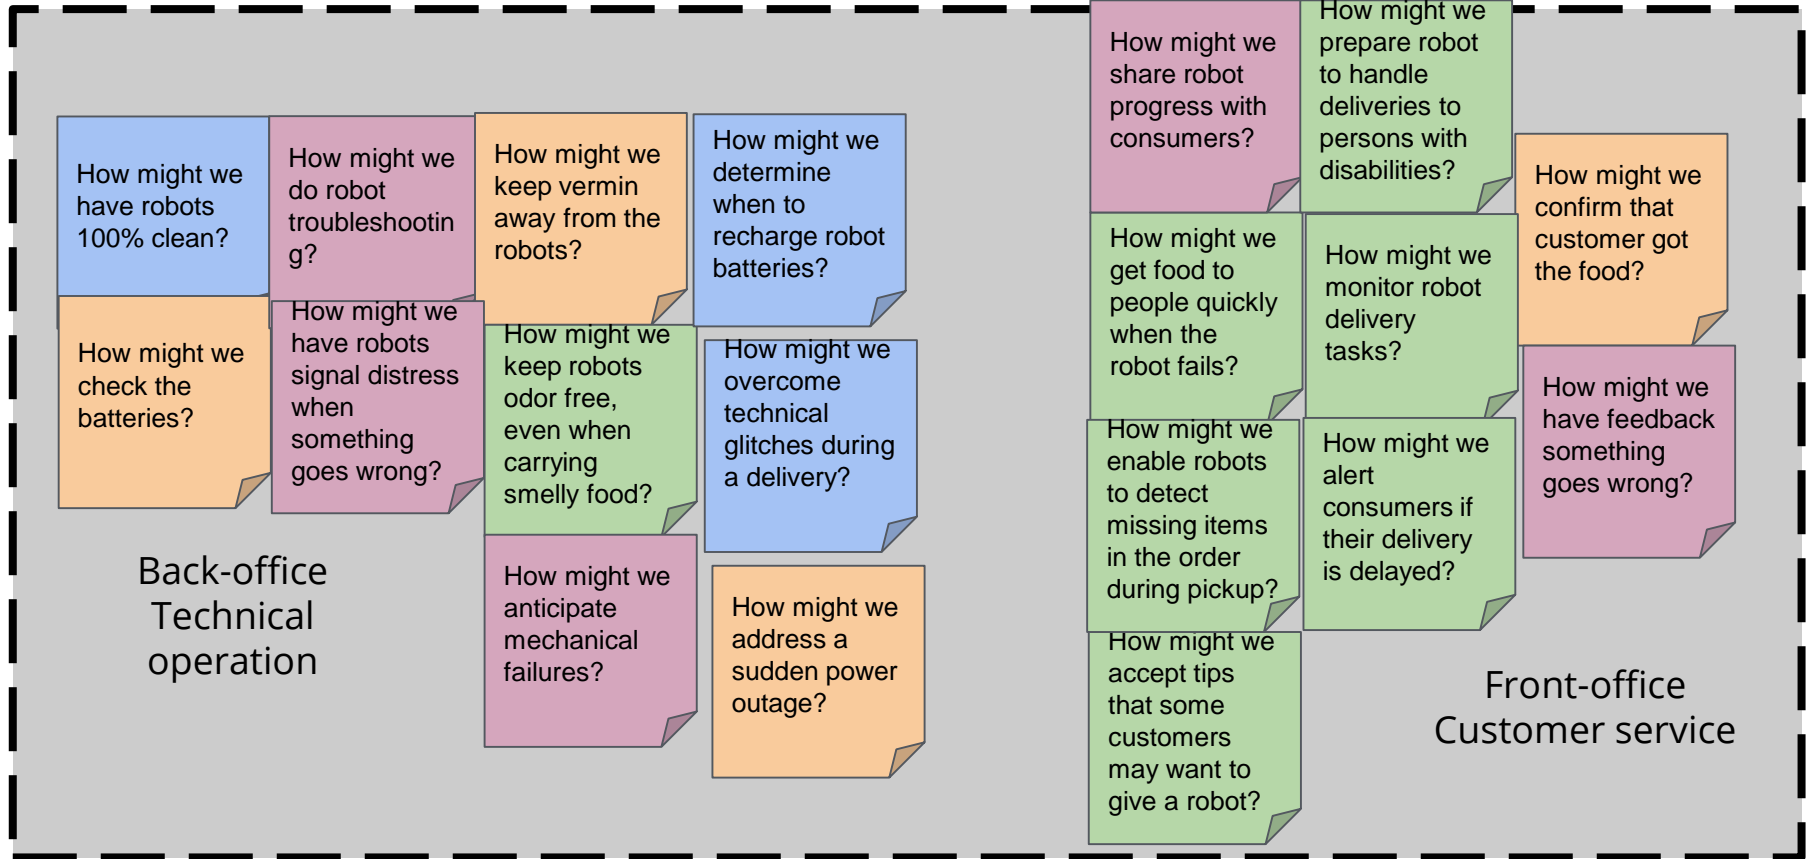 How might we
have robots
100% clean?
How might we
do robot
troubleshootin
g?
How might we
keep vermin
away from the
robots?
How might we
determine
when to
recharge robot
batteries?
How might we
check the
batteries?
How might we
have robots
signal distress
when
something
goes wrong?
How might we
keep robots
odor free,
even when
carrying
smelly food?
How might we
overcome
technical
glitches during
a delivery?
How might we
anticipate
mechanical
failures?
How might we
address a
sudden power
outage?
Back-office
Technical
operation
How might we
share robot
progress with
consumers?
How might we
prepare robot
to handle
deliveries to
persons with
disabilities?
How might we
confirm that
customer got
the food?
How might we
get food to
people quickly
when the
robot fails?
How might we
monitor robot
delivery
tasks?
How might we
have feedback
something
goes wrong?
How might we
enable robots
to detect
missing items
in the order
during pickup?
How might we
alert
consumers if
their delivery
is delayed?
How might we
accept tips
that some
customers
may want to
give a robot?
Front-office
Customer service